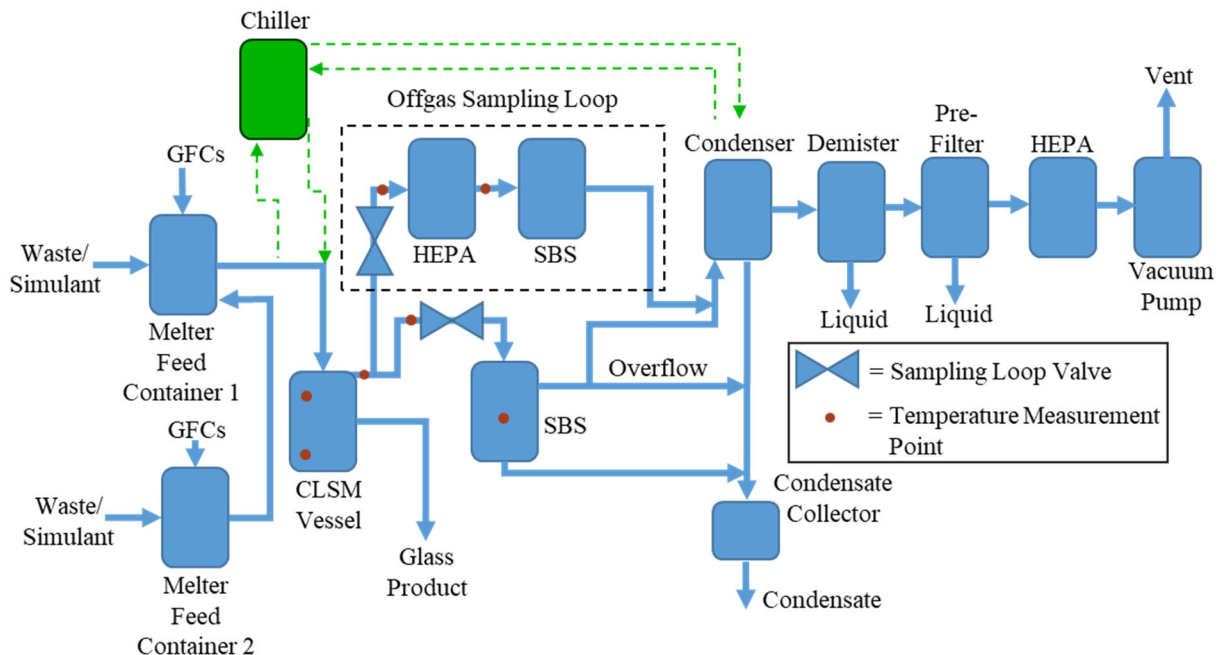 Chiller
Offgas Sampling Loop
Vent
GFCs
Condenser
Demister
Pre-
Filter
HEPA
Waste/
Simulant
HEPA
SBS
Vacuum
Pump
Melter
Feed
Container 1
Liquid
Liquid
Overflow
= Sampling Loop Valve
= Temperature Measurement
Point
GFCs
SBS
CLSM
Vessel
Waste/
Simulant
Condensate
Collector
Glass
Product
Melter
Feed
Container 2
Condensate